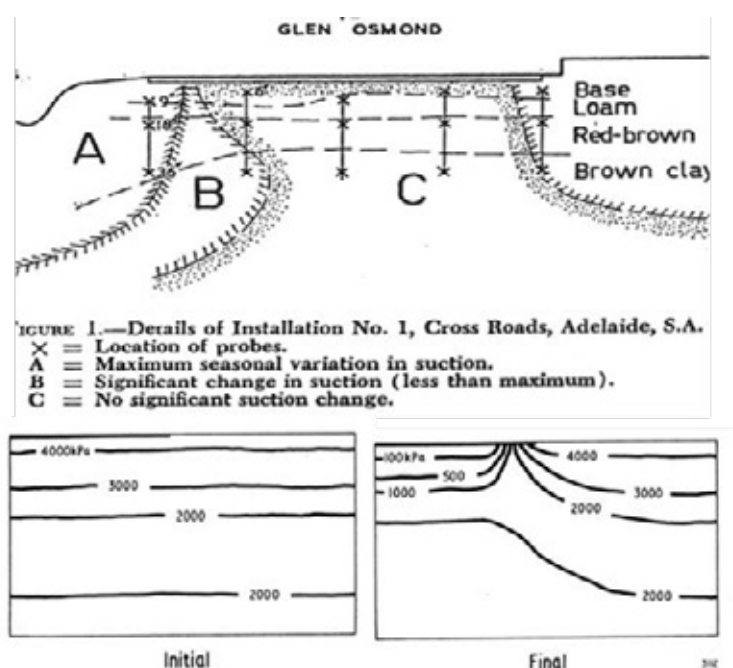 GLEN OSMOND
6"
Base
9
Loam
18
Red-brown
A
B
C
Brown clay
FIGURE 1.—Details of Installation No. 1, Cross Roads, Adelaide, S.A.
X = Location of probes.
A = Maximum seasonal variation in suction.
B = Significant change in suction (less than maximum).
C = No significant suction change.
4000kPa
3000
2000
2000
Initial
100kPa
4000
500
1000
3000
2000
2000
Final